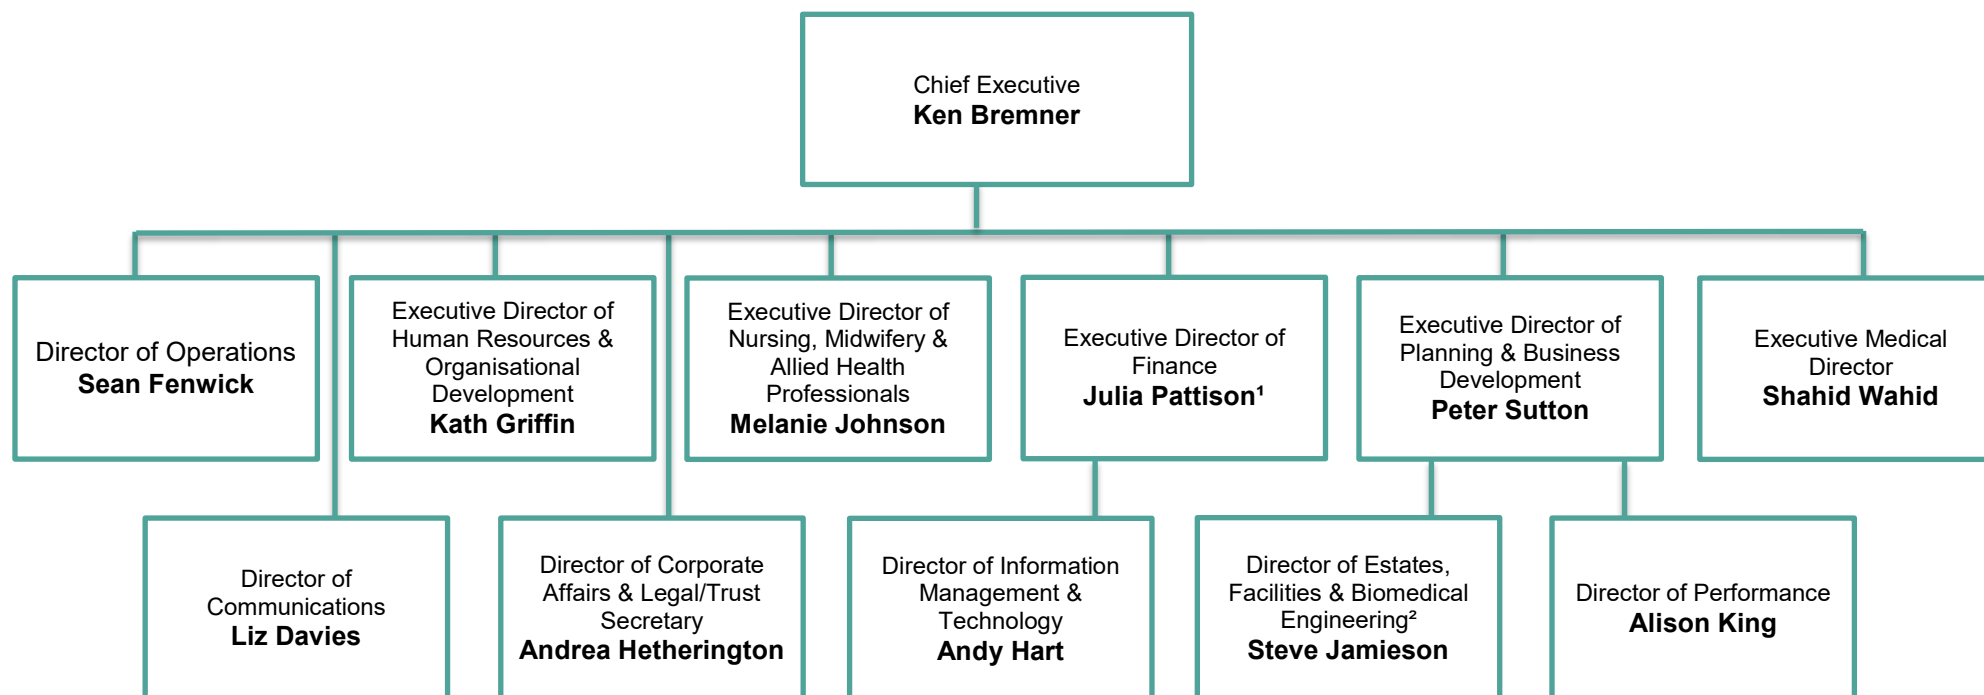 Chief Executive
Ken Bremner
Director of Operations
Sean Fenwick
Executive Director of
Human Resources &
Organisational
Development
Kath Griffin
Executive Director of
Nursing, Midwifery &
Allied Health
Professionals
Melanie Johnson
Executive Director of
Finance
Julia Pattison¹
Executive Director of
Planning & Business
Development
Peter Sutton
Executive Medical
Director
Shahid Wahid
Director of
Communications
Liz Davies
Director of Corporate
Affairs & Legal/Trust
Secretary
Andrea Hetherington
Director of Information
Management &
Technology
Andy Hart
Director of Estates,
Facilities & Biomedical
Engineering²
Steve Jamieson
Director of Performance
Alison King